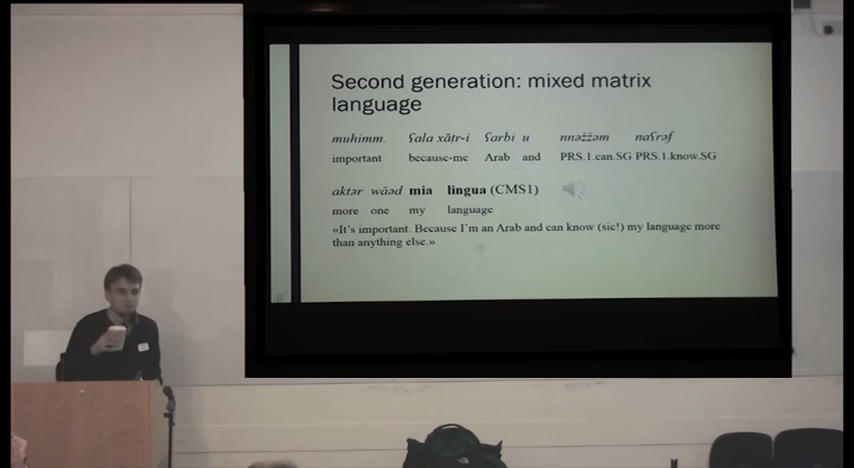 Second generation: mixed matrix
language
muhimm. ʕala xāṭr-i ʕarbi u nnəžžəm naʕrəf
important because-me Arab and PRS.1.can.SG PRS.1.know.SG
aktər wāəd mia lingua (CMS1)
more one my language
«It's important. Because I'm an Arab and can know (sic!) my language more
than anything else.»